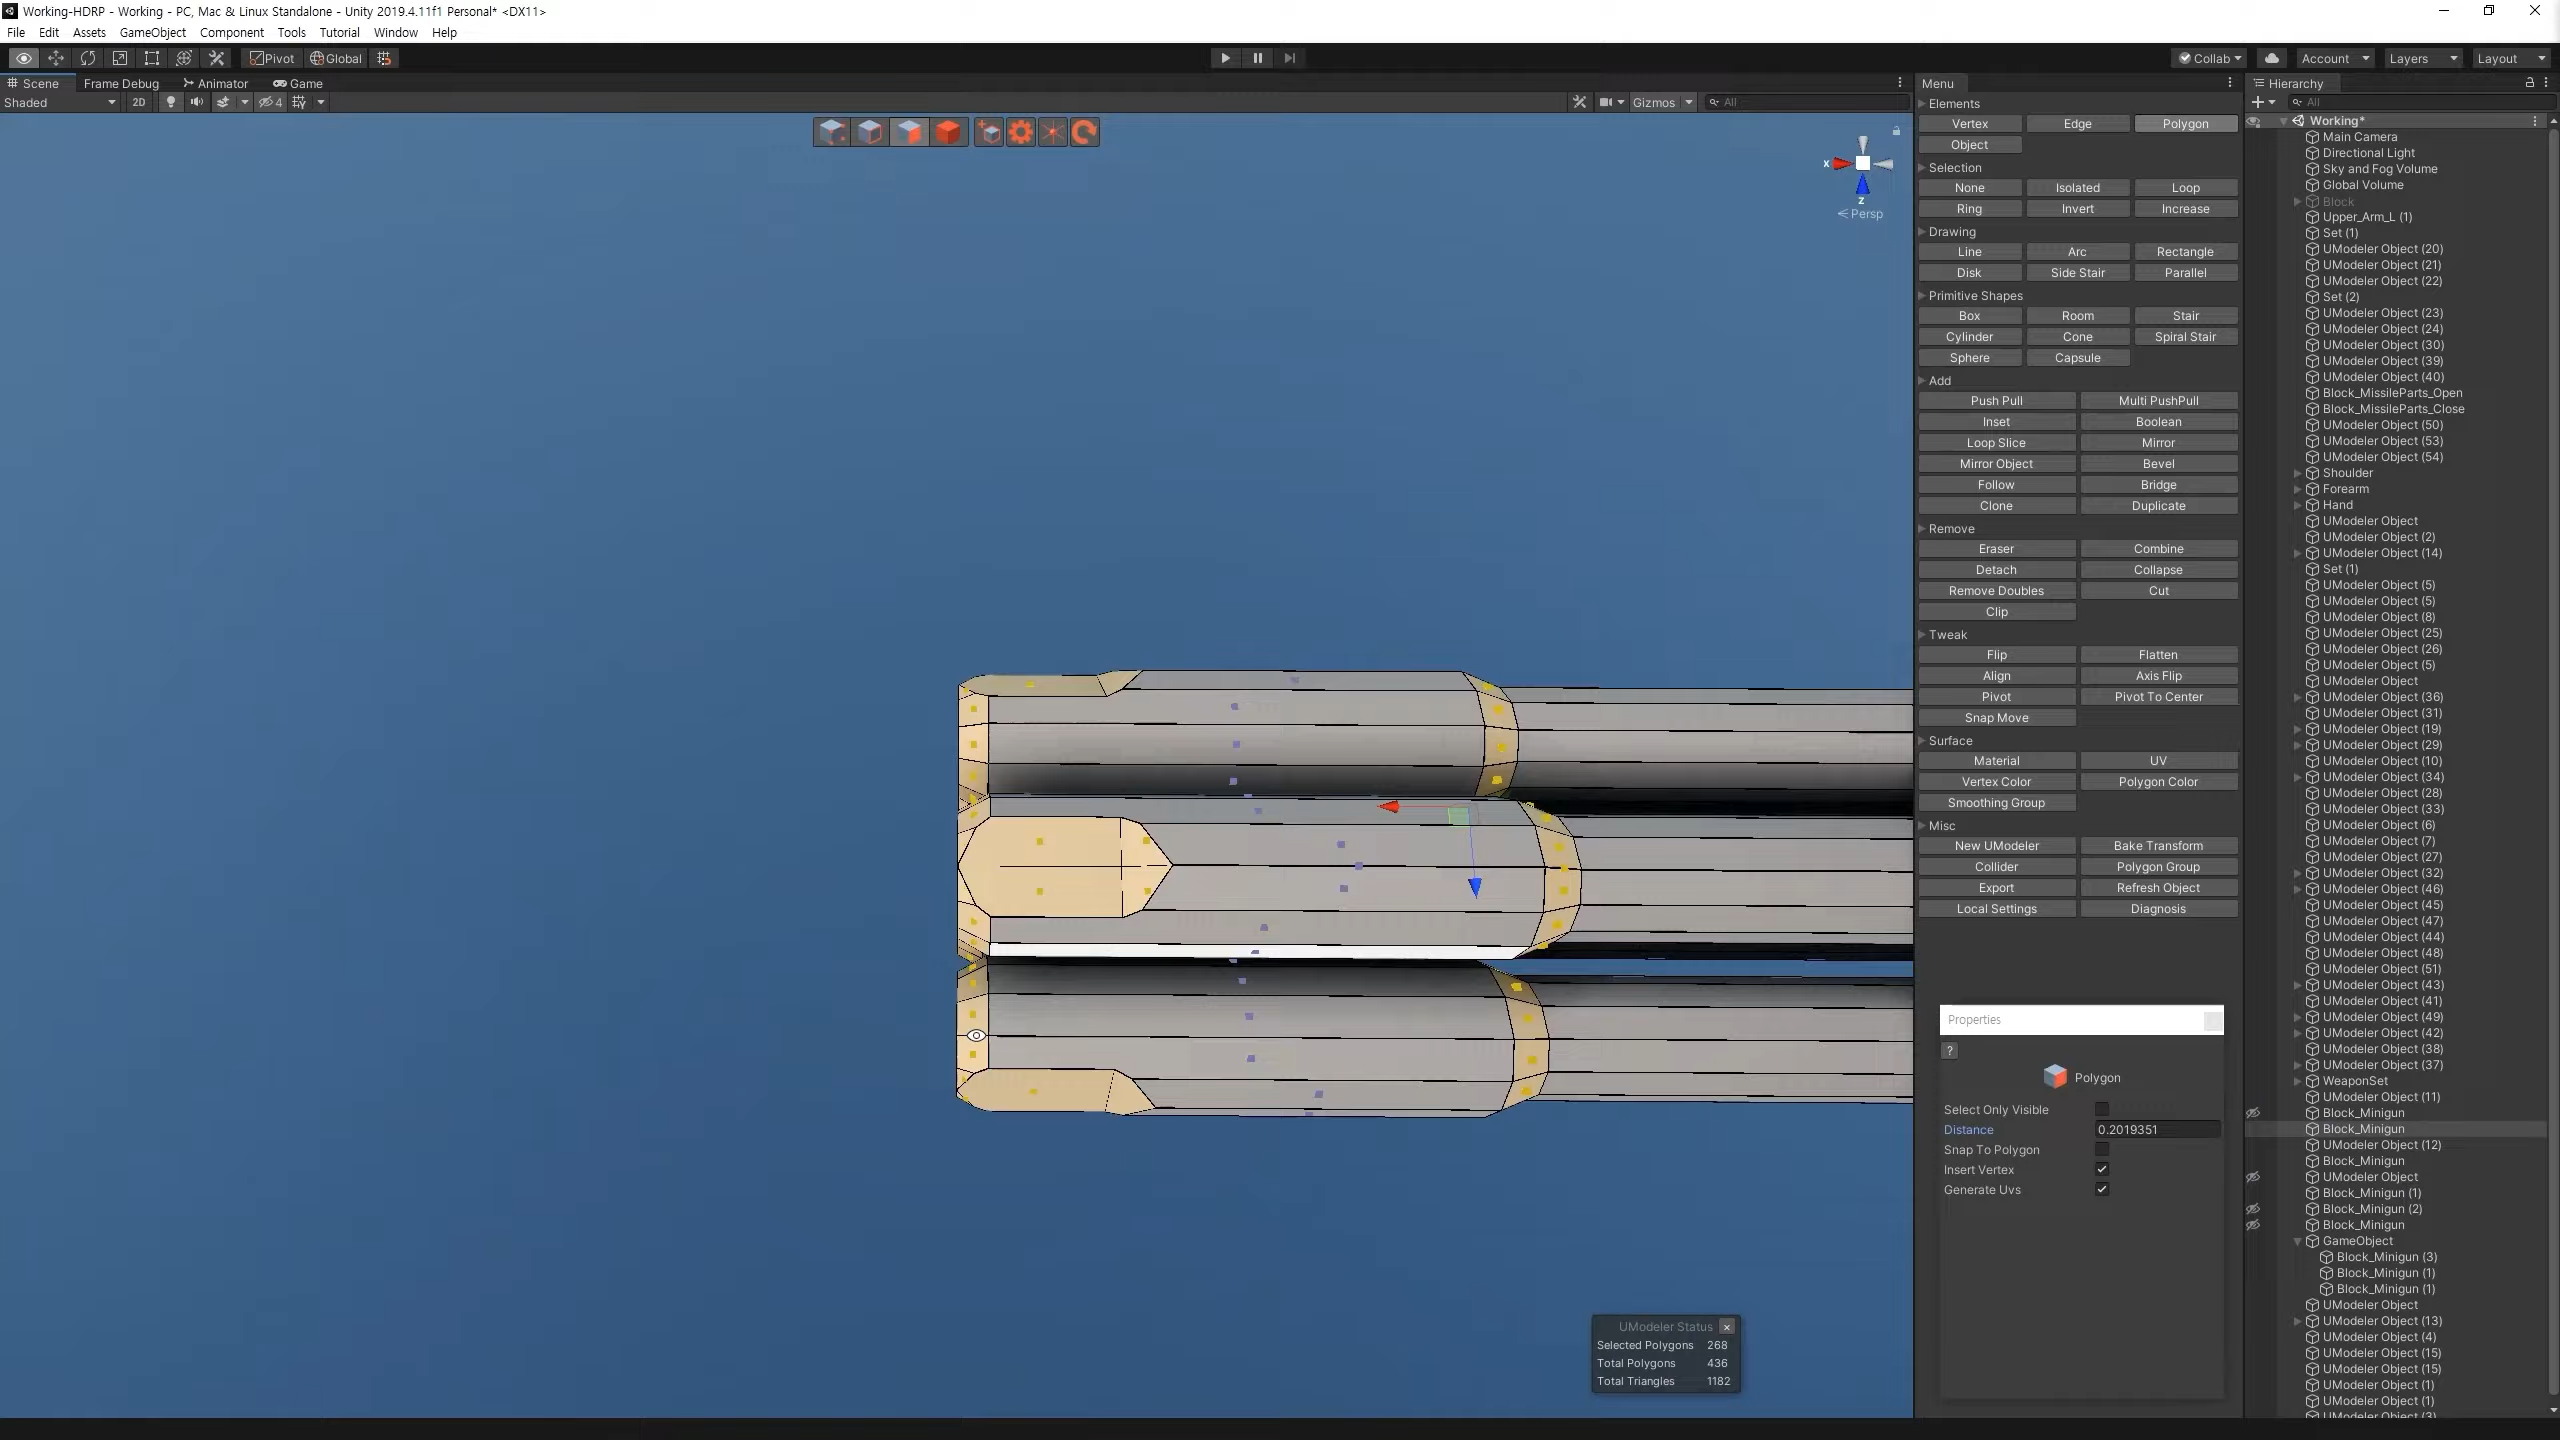 Working-HDRP - Working - PC, Mac & Linux Standalone - Unity 2019.4.11f1 Personal* <DX11>
File Edit Assets GameObject Component Tools Tutorial Window Help
Pivot Global Collab Account Layers Layout
Scene Frame Debug Animator Game
Shaded 2D 4 Gizmos All
x
z
Persp
Menu
Elements
Vertex Edge Polygon
Object
Selection
None Isolated Loop
Ring Invert Increase
Drawing
Line Arc Rectangle
Disk Side Stair Parallel
Primitive Shapes
Box Room Stair
Cylinder Cone Spiral Stair
Sphere Capsule
Add
Push Pull Multi PushPull
Inset Boolean
Loop Slice Mirror
Mirror Object Bevel
Follow Bridge
Clone Duplicate
Remove
Eraser Combine
Detach Collapse
Remove Doubles Cut
Clip
Tweak
Flip Flatten
Align Axis Flip
Pivot Pivot To Center
Snap Move
Surface
Material UV
Vertex Color Polygon Color
Smoothing Group
Misc
New UModeler Bake Transform
Collider Polygon Group
Export Refresh Object
Local Settings Diagnosis
Properties
?
Polygon
Select Only Visible
Distance 0.2019351
Snap To Polygon
Insert Vertex
Generate Uvs
UModeler Status x
Selected Polygons 268
Total Polygons 436
Total Triangles 1182
Hierarchy
All
Working*
Main Camera
Directional Light
Sky and Fog Volume
Global Volume
Block
Upper_Arm_L (1)
Set (1)
UModeler Object (20)
UModeler Object (21)
UModeler Object (22)
Set (2)
UModeler Object (23)
UModeler Object (24)
UModeler Object (30)
UModeler Object (39)
UModeler Object (40)
Block_MissileParts_Open
Block_MissileParts_Close
UModeler Object (50)
UModeler Object (53)
UModeler Object (54)
Shoulder
Forearm
Hand
UModeler Object
UModeler Object (2)
UModeler Object (14)
Set (1)
UModeler Object (5)
UModeler Object (5)
UModeler Object (8)
UModeler Object (25)
UModeler Object (26)
UModeler Object (5)
UModeler Object
UModeler Object (36)
UModeler Object (31)
UModeler Object (19)
UModeler Object (29)
UModeler Object (10)
UModeler Object (34)
UModeler Object (28)
UModeler Object (33)
UModeler Object (6)
UModeler Object (7)
UModeler Object (27)
UModeler Object (32)
UModeler Object (46)
UModeler Object (45)
UModeler Object (47)
UModeler Object (44)
UModeler Object (48)
UModeler Object (51)
UModeler Object (43)
UModeler Object (41)
UModeler Object (49)
UModeler Object (42)
UModeler Object (38)
UModeler Object (37)
WeaponSet
UModeler Object (11)
Block_Minigun
Block_Minigun
UModeler Object (12)
Block_Minigun
UModeler Object
Block_Minigun (1)
Block_Minigun (2)
Block_Minigun
GameObject
Block_Minigun (3)
Block_Minigun (1)
Block_Minigun (1)
UModeler Object
UModeler Object (13)
UModeler Object (4)
UModeler Object (15)
UModeler Object (15)
UModeler Object (1)
UModeler Object (1)
UModeler Object (3)